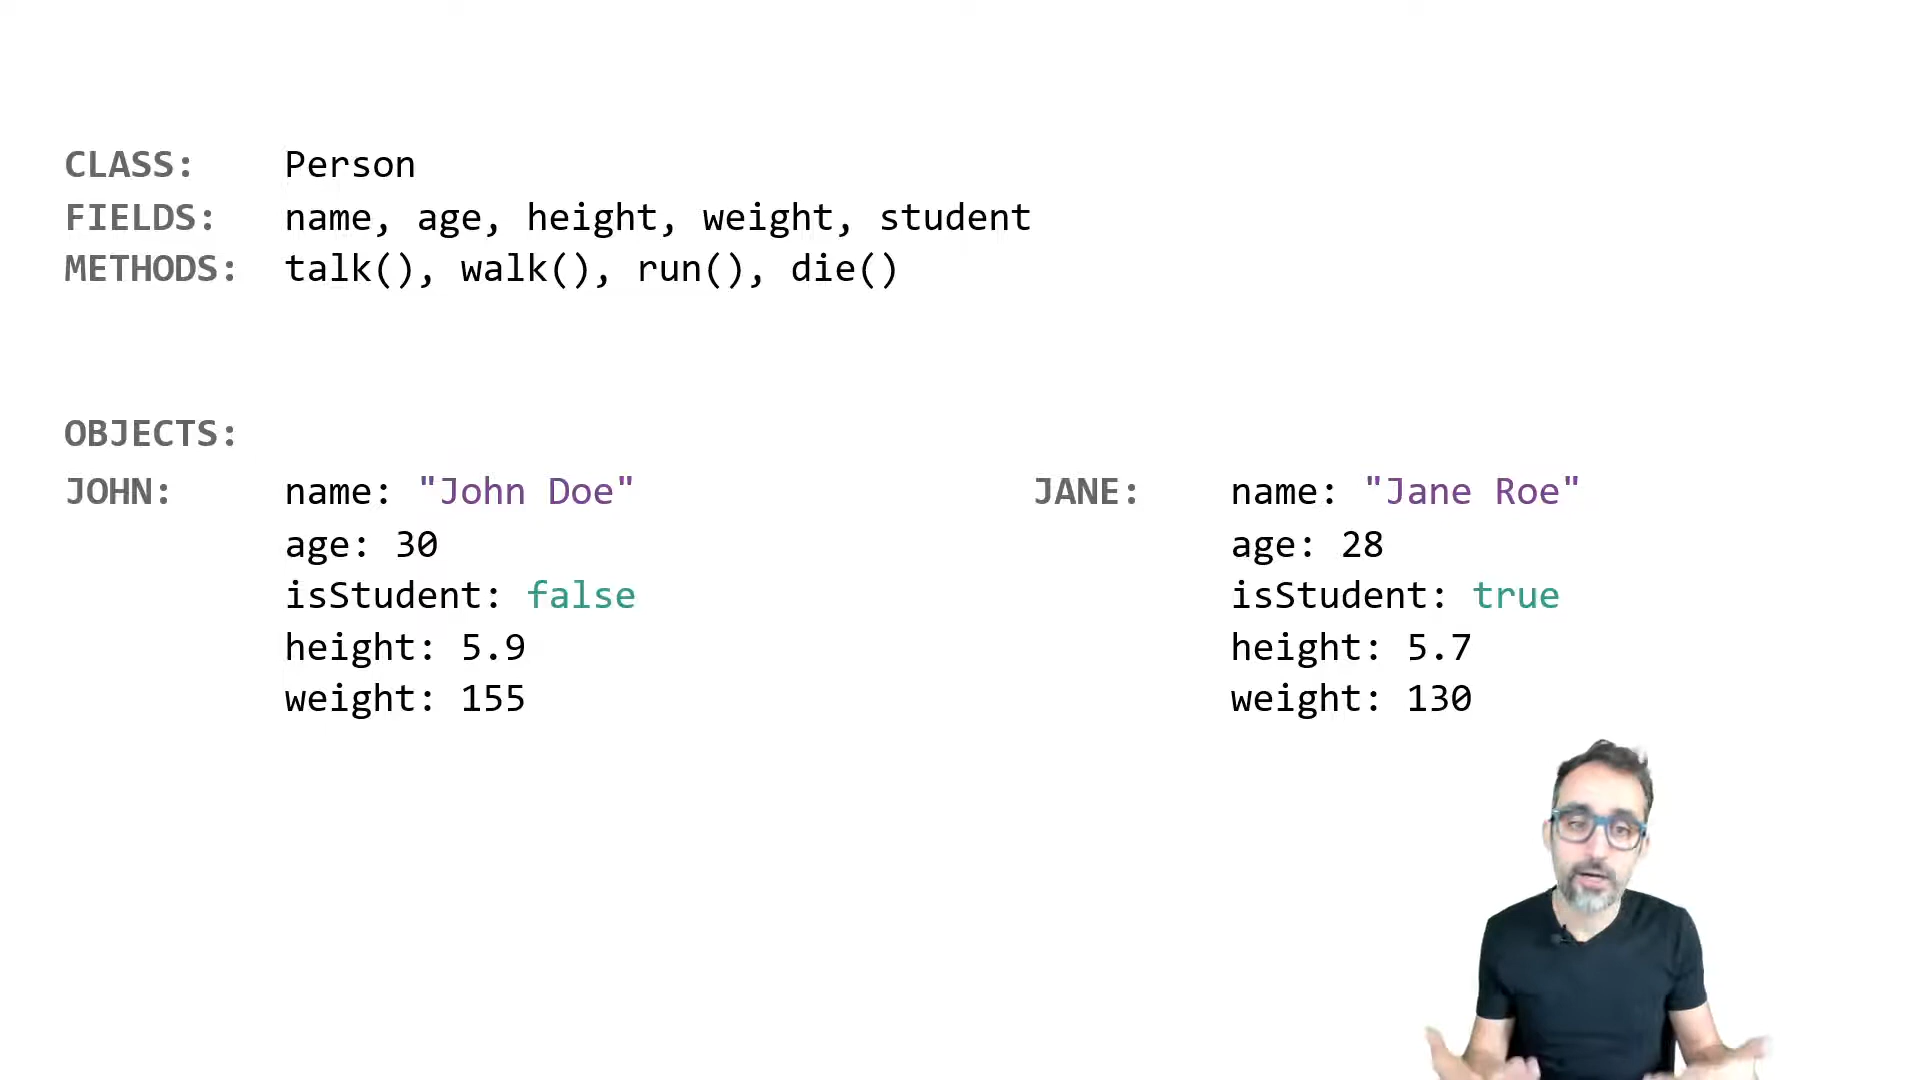 CLASS: Person
FIELDS: name, age, height, weight, student
METHODS: talk(), walk(), run(), die()
OBJECTS:
JOHN: name: "John Doe"
age: 30
isStudent: false
height: 5.9
weight: 155
JANE: name: "Jane Roe"
age: 28
isStudent: true
height: 5.7
weight: 130